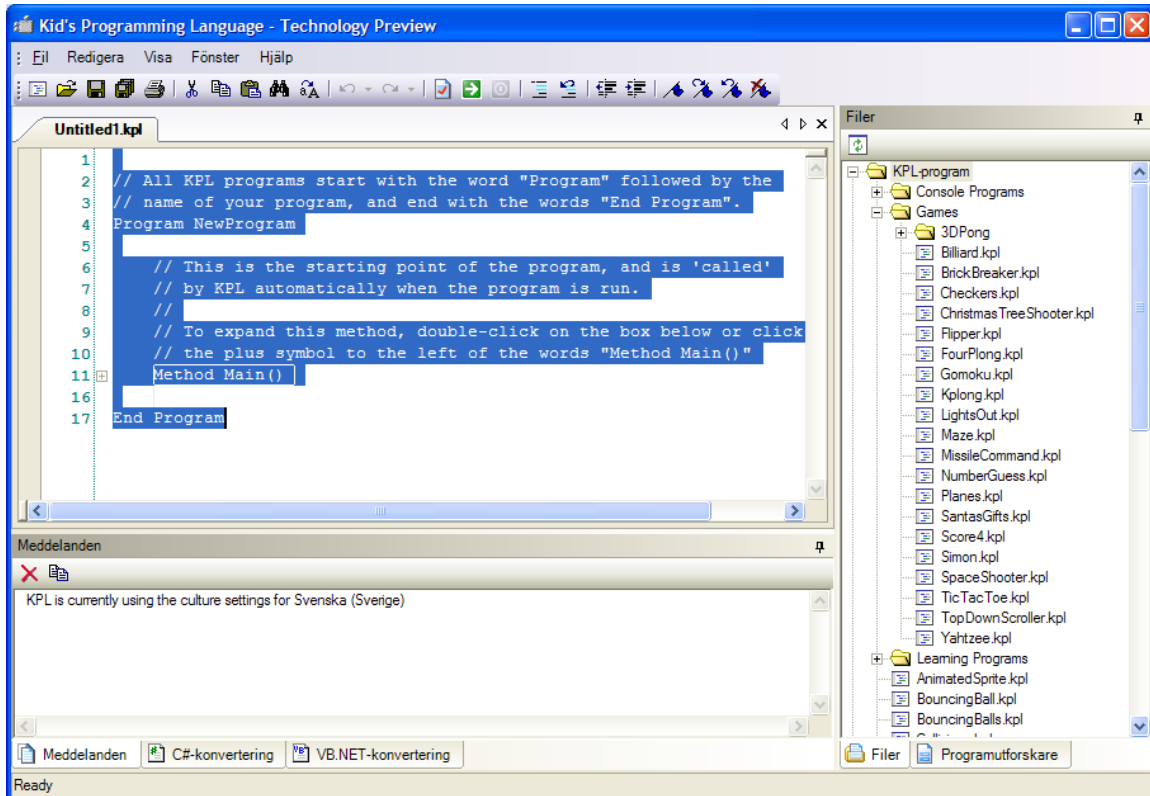 Kid's Programming Language - Technology Preview
Fil Redigera Visa Fönster Hjälp
Untitled1.kpl
1
2 // All KPL programs start with the word "Program" followed by the
3 // name of your program, and end with the words "End Program".
4 Program NewProgram
5
6 // This is the starting point of the program, and is 'called'
7 // by KPL automatically when the program is run.
8 //
9 // To expand this method, double-click on the box below or click
10 // the plus symbol to the left of the words "Method Main()"
11 Method Main()
16
17 End Program
Meddelanden
KPL is currently using the culture settings for Svenska (Sverige)
Meddelanden C#-konvertering VB.NET-konvertering
Filer
KPL-program
Console Programs
Games
3DPong
Billiard.kpl
BrickBreaker.kpl
Checkers.kpl
ChristmasTreeShooter.kpl
Flipper.kpl
FourPlong.kpl
Gomoku.kpl
Kplong.kpl
LightsOut.kpl
Maze.kpl
MissileCommand.kpl
NumberGuess.kpl
Planes.kpl
SantasGifts.kpl
Score4.kpl
Simon.kpl
SpaceShooter.kpl
TicTacToe.kpl
TopDownScroller.kpl
Yahtzee.kpl
Learning Programs
AnimatedSprite.kpl
BouncingBall.kpl
BouncingBalls.kpl
Filer Programutforskare
Ready